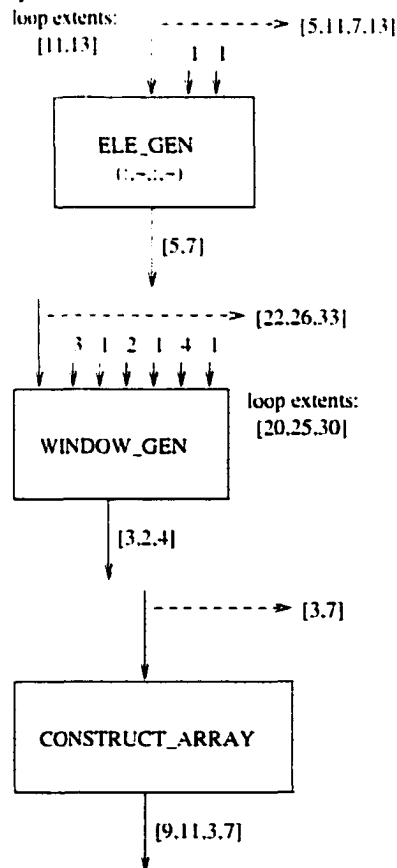 loop extents:
[11,13]
[5,11,7,13]
1 1
ELE_GEN
(:,~,:,~)
[5,7]
[22,26,33]
3 1 2 1 4 1
loop extents:
[20,25,30]
WINDOW_GEN
[3,2,4]
[3,7]
CONSTRUCT_ARRAY
[9,11,3,7]